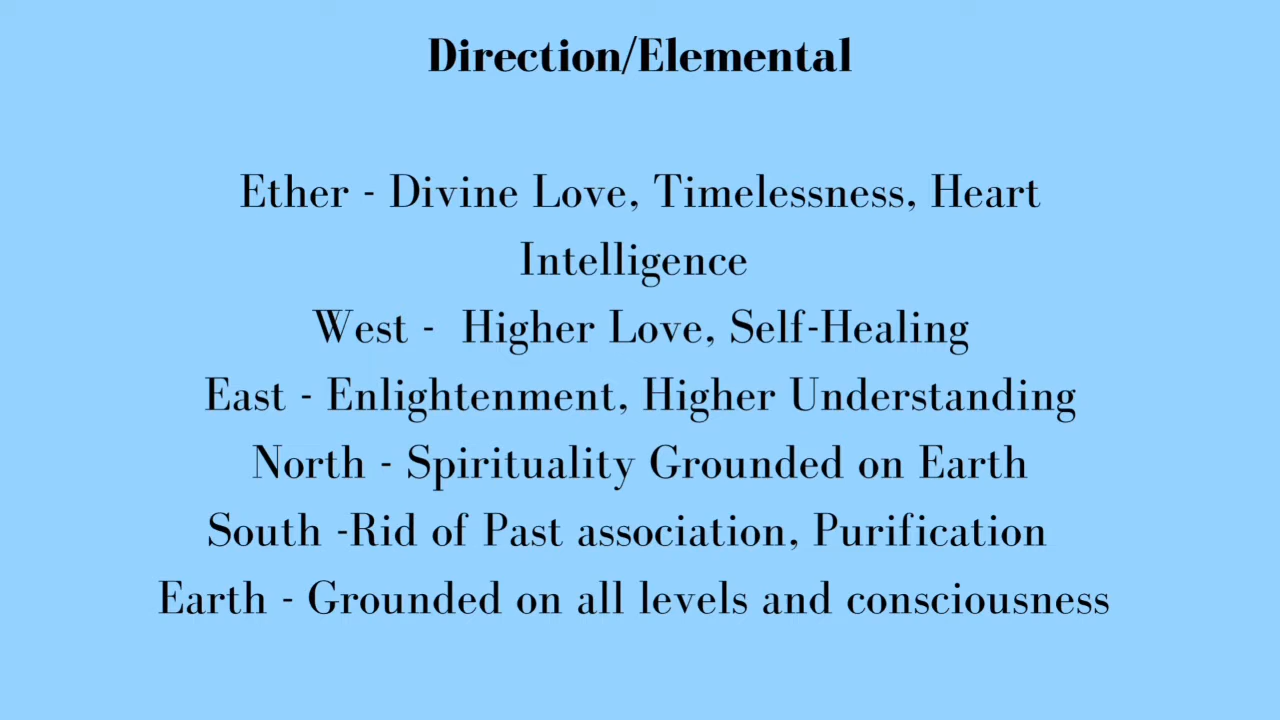 Direction/Elemental
Ether - Divine Love, Timelessness, Heart
Intelligence
West -  Higher Love, Self-Healing
East - Enlightenment, Higher Understanding
North - Spirituality Grounded on Earth
South -Rid of Past association, Purification
Earth - Grounded on all levels and consciousness